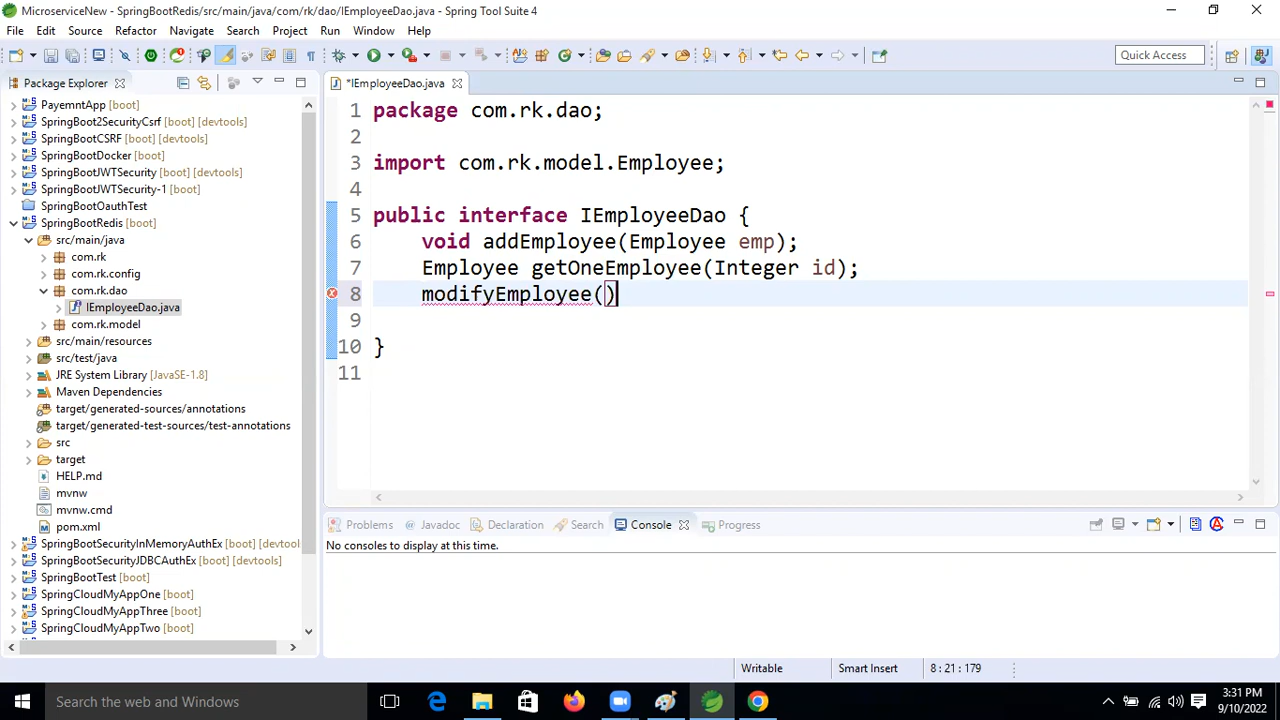 MicroserviceNew - SpringBootRedis/src/main/java/com/rk/dao/IEmployeeDao.java - Spring Tool Suite 4
File Edit Source Refactor Navigate Search Project Run Window Help
Quick Access
Package Explorer
*IEmployeeDao.java
PayemntApp [boot]
SpringBoot2SecurityCsrf [boot] [devtools]
SpringBootCSRF [boot] [devtools]
SpringBootDocker [boot] [devtools]
SpringBootJWTSecurity [boot] [devtools]
SpringBootJWTSecurity-1 [boot]
SpringBootOauthTest
SpringBootRedis [boot]
src/main/java
com.rk
com.rk.config
com.rk.dao
IEmployeeDao.java
com.rk.model
src/main/resources
src/test/java
JRE System Library [JavaSE-1.8]
Maven Dependencies
target/generated-sources/annotations
target/generated-test-sources/test-annotations
src
target
HELP.md
mvnw
mvnw.cmd
pom.xml
SpringBootSecurityInMemoryAuthEx [boot] [devtool
SpringBootSecurityJDBCAuthEx [boot] [devtools]
SpringBootTest [boot] [devtools]
SpringCloudMyAppOne [boot]
SpringCloudMyAppThree [boot]
SpringCloudMyAppTwo [boot]
1 package com.rk.dao;
2
3 import com.rk.model.Employee;
4
5 public interface IEmployeeDao {
6 void addEmployee(Employee emp);
7 Employee getOneEmployee(Integer id);
8 modifyEmployee()
9
10 }
11
Problems @ Javadoc Declaration Search Console Progress
No consoles to display at this time.
Writable Smart Insert 8 : 21 : 179
Search the web and Windows
3:31 PM
9/10/2022